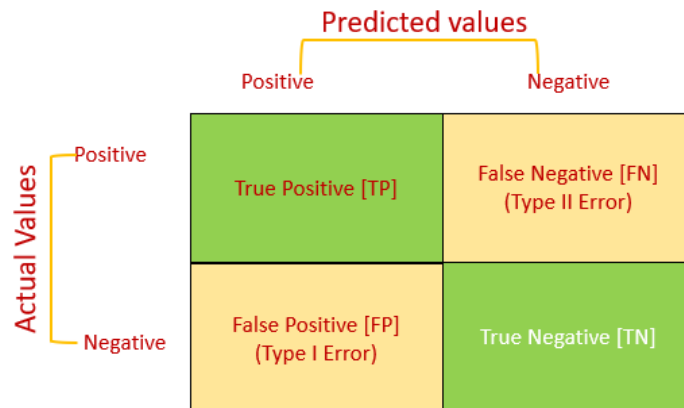 Predicted values
Positive
Negative
Actual Values
Positive
True Positive [TP]
False Negative [FN]
(Type II Error)
Negative
False Positive [FP]
(Type I Error)
True Negative [TN]